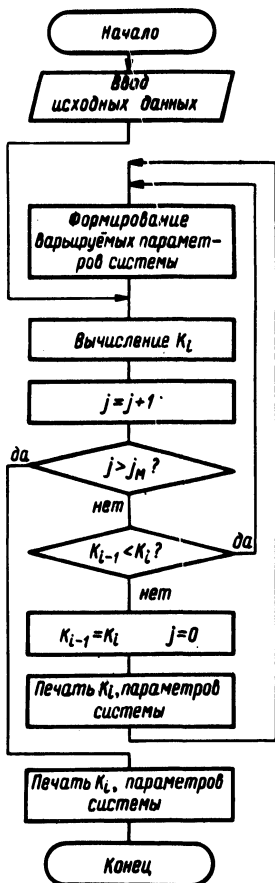 Начало
Ввод
исходных данных
Формирование
варьируемых парамет-
ров системы
Вычисление Ki
j = j+1
да
j > jM ?
нет
Ki-1 < Ki ?
да
нет
Ki-1 = Ki j = 0
Печать Ki, параметров
системы
Печать Ki, параметров
системы
Конец